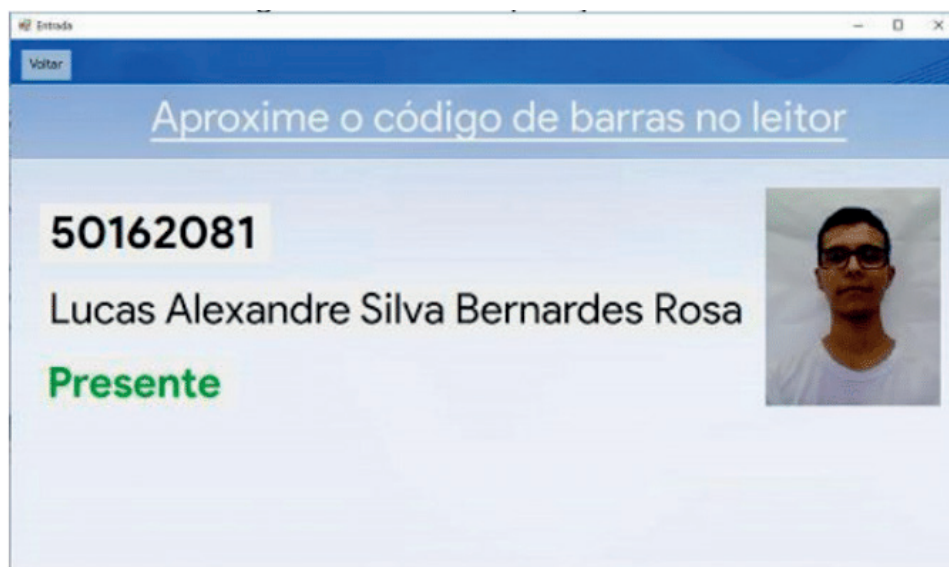 Entrada
Voltar
Aproxime o código de barras no leitor
50162081
Lucas Alexandre Silva Bernardes Rosa
Presente